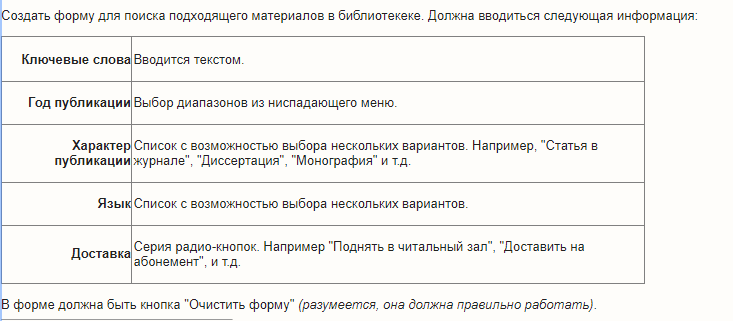 Создать форму для поиска подходящего материалов в библиотекеке. Должна вводиться следующая информация:
Ключевые слова Вводится текстом.
Год публикации Выбор диапазонов из ниспадающего меню.
Характер публикации Список с возможностью выбора нескольких вариантов. Например, "Статья в
журнале", "Диссертация", "Монография" и т.д.
Язык Список с возможностью выбора нескольких вариантов.
Доставка Серия радио-кнопок. Например "Поднять в читальный зал", "Доставить на
абонемент", и т.д.
В форме должна быть кнопка "Очистить форму" (разумеется, она должна правильно работать).